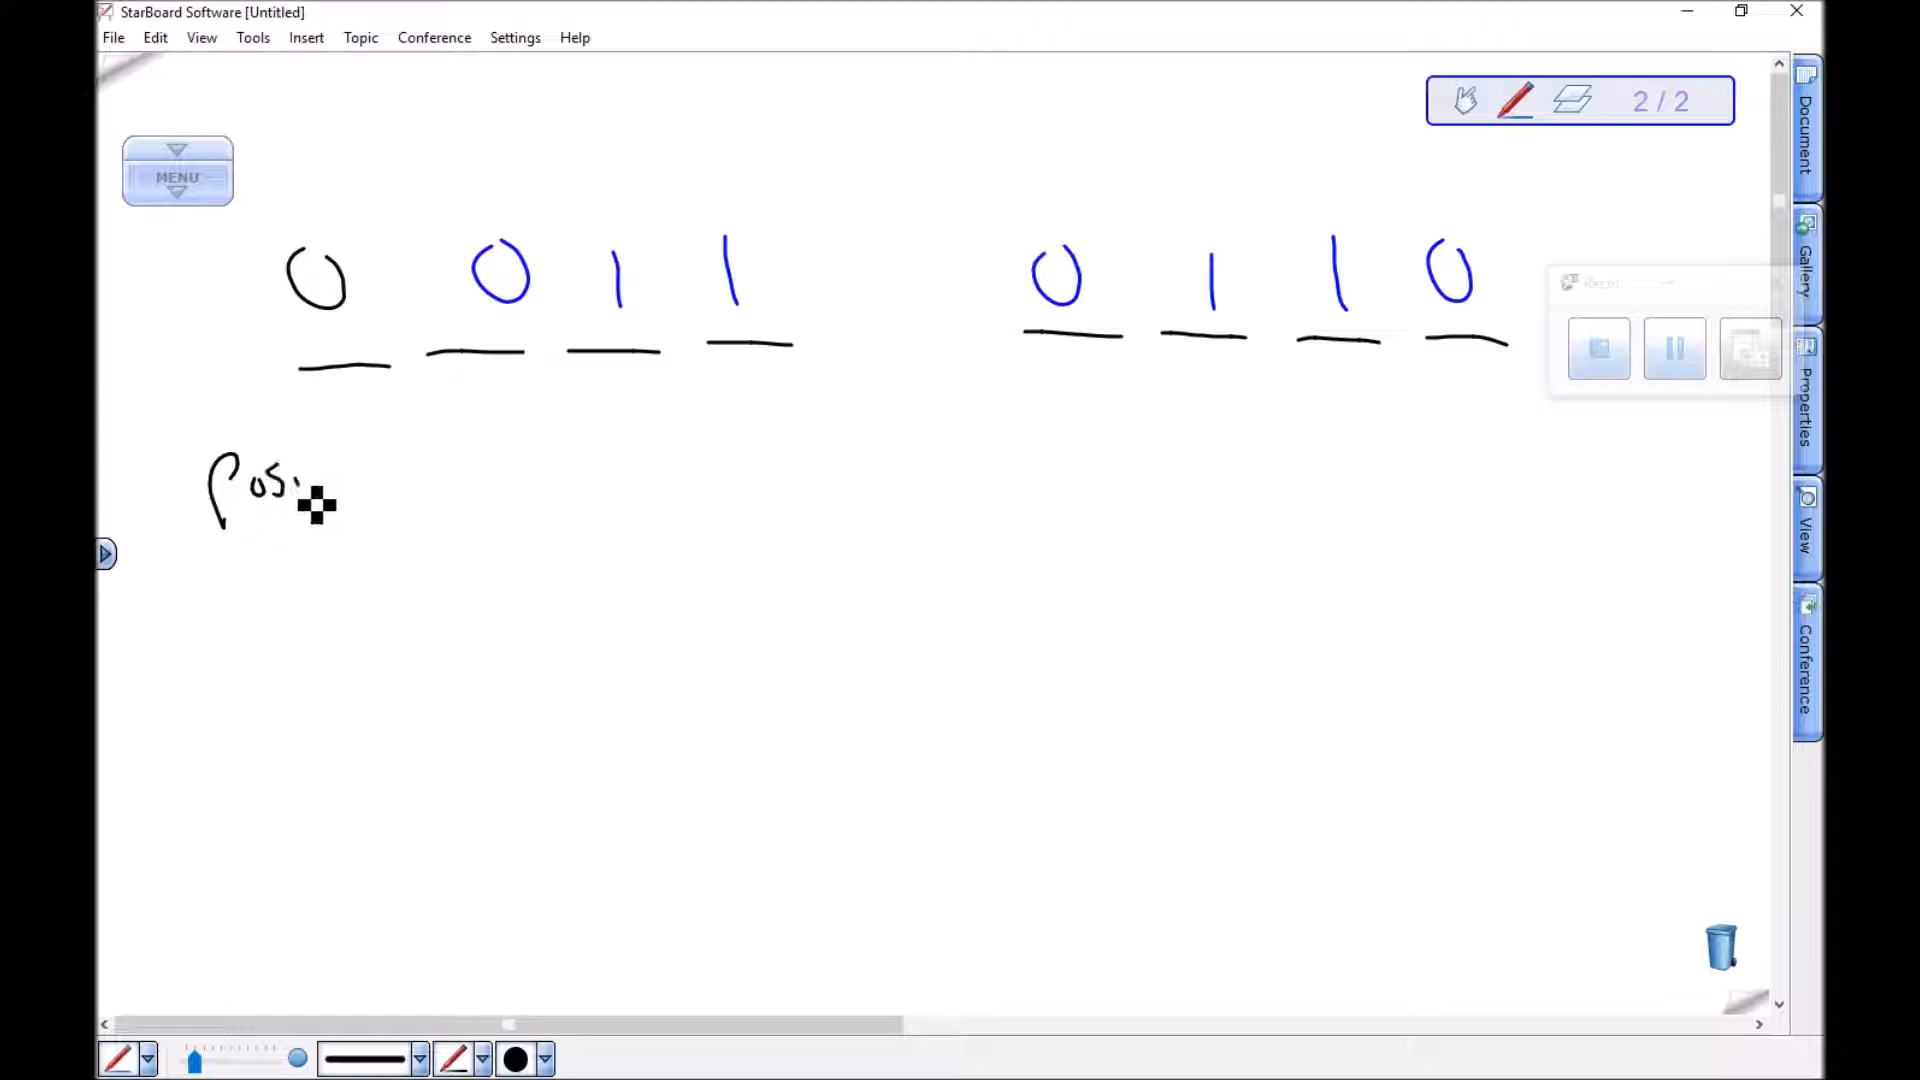 StarBoard Software [Untitled]
File Edit View Tools Insert Topic Conference Settings Help
2 / 2
MENU
0 0 1 1 0 1 1 0
Posi
Document
Gallery
Properties
View
Conference